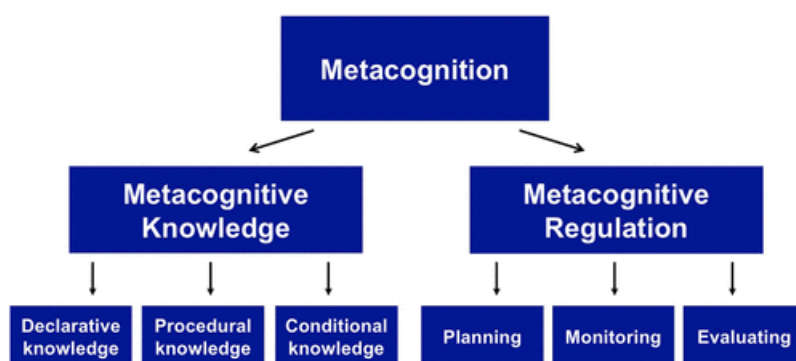 Metacognition
Metacognitive
Knowledge
Metacognitive
Regulation
Declarative
knowledge
Procedural
knowledge
Conditional
knowledge
Planning
Monitoring
Evaluating